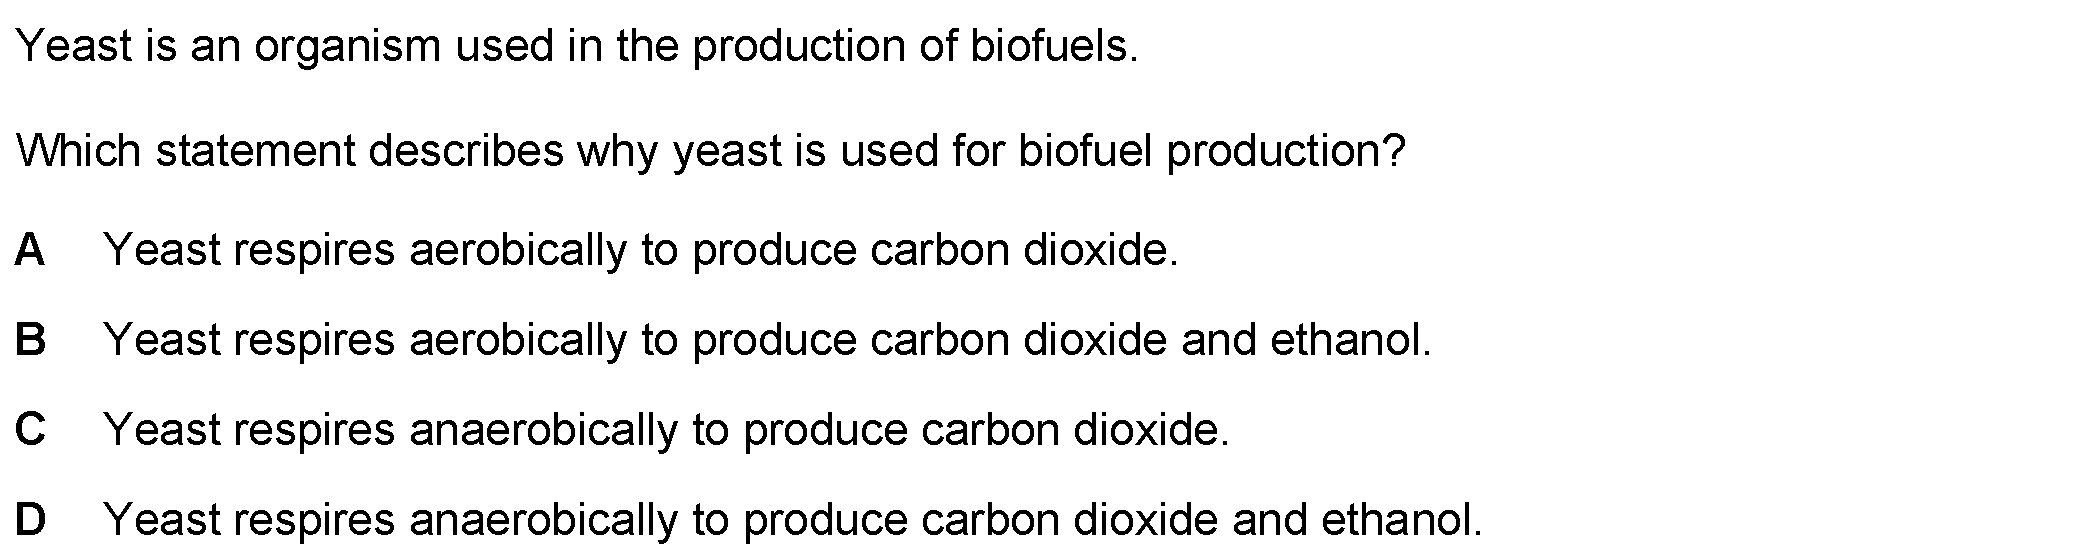 Yeast is an organism used in the production of biofuels.
Which statement describes why yeast is used for biofuel production?
A Yeast respires aerobically to produce carbon dioxide.
B Yeast respires aerobically to produce carbon dioxide and ethanol.
C Yeast respires anaerobically to produce carbon dioxide.
D Yeast respires anaerobically to produce carbon dioxide and ethanol.